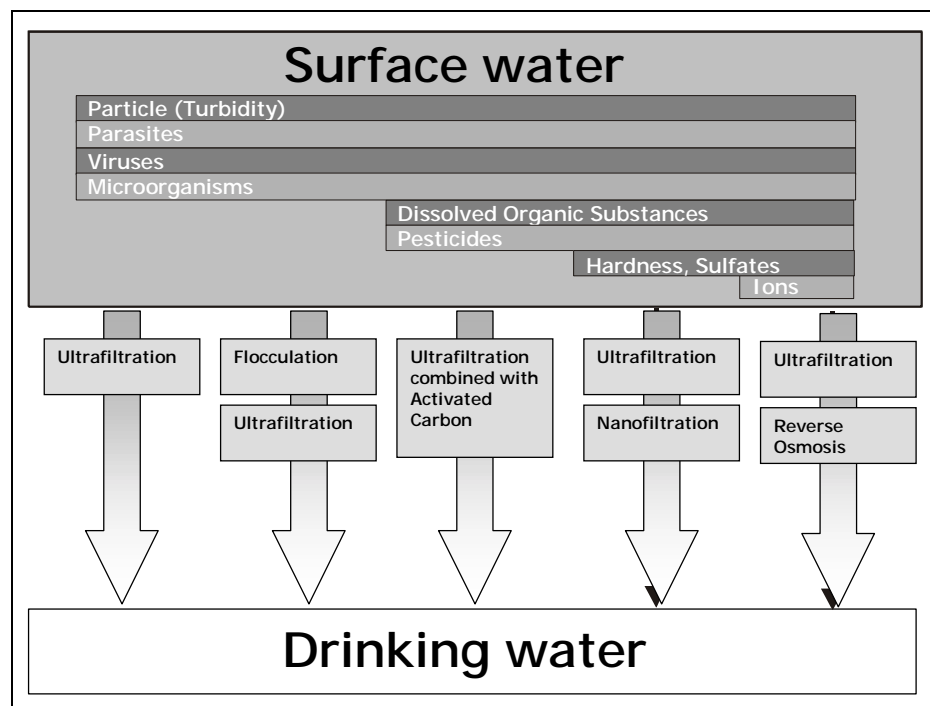 Surface water
Particle (Turbidity)
Parasites
Viruses
Microorganisms
Dissolved Organic Substances
Pesticides
Hardness, Sulfates
Ions
Ultrafiltration
Flocculation
Ultrafiltration
Ultrafiltration
combined with
Activated
Carbon
Ultrafiltration
Nanofiltration
Ultrafiltration
Reverse
Osmosis
Drinking water